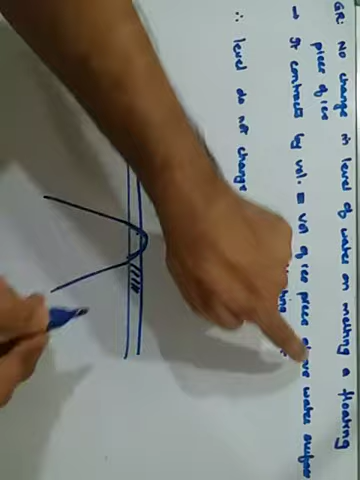 GR: No change in level of water on melting a floating
piece of ice
→ It contracts by vol. ≡ vol of ice piece above water surface
∴ level do not change